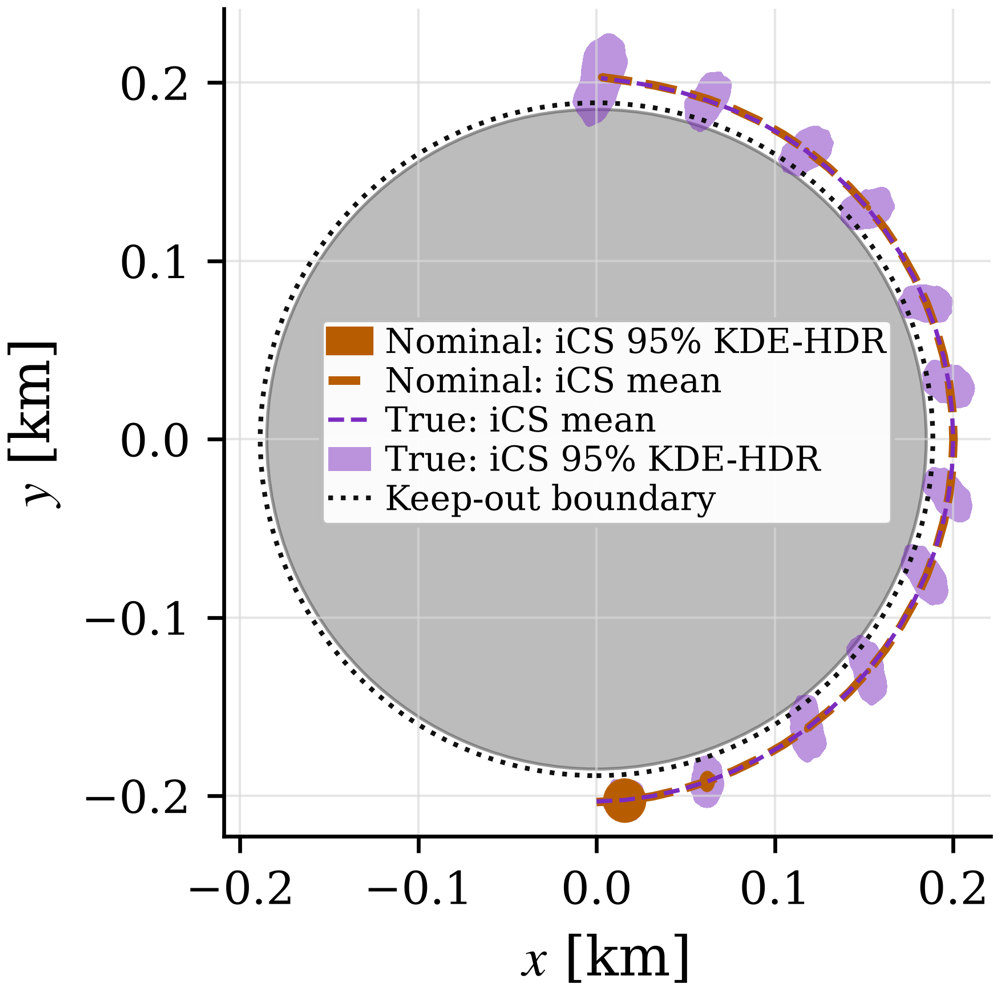 0.2
0.1
0.0
−0.1
−0.2
y [km]
Nominal: iCS 95% KDE-HDR
Nominal: iCS mean
True: iCS mean
True: iCS 95% KDE-HDR
Keep-out boundary
−0.2
−0.1
0.0
0.1
0.2
x [km]